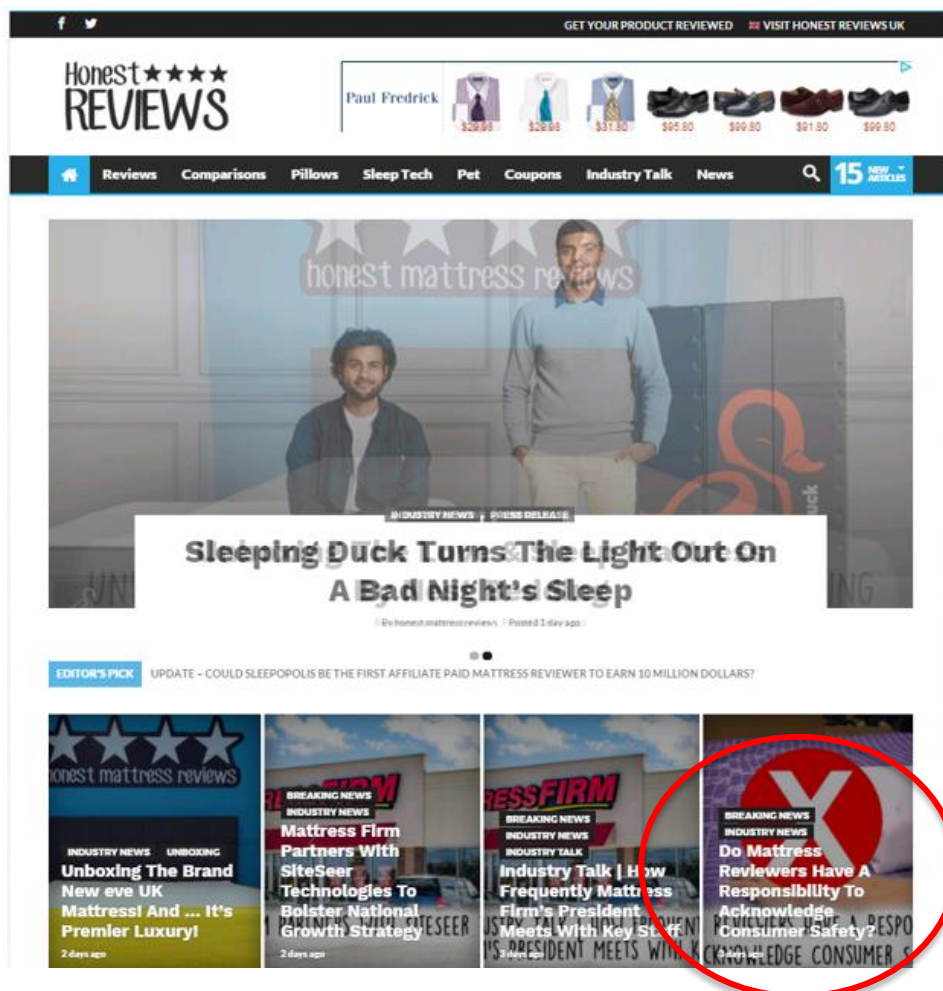 GET YOUR PRODUCT REVIEWED VISIT HONEST REVIEWS UK
Honest
REVIEWS
Paul Fredrick
$29.98 $29.98 $31.80 $95.80 $99.80 $91.80 $99.80
Reviews Comparisons Pillows Sleep Tech Pet Coupons Industry Talk News 15 NEW ARTICLES
honest mattress reviews
INDUSTRY NEWS PRESS RELEASE
Sleeping Duck Turns The Light Out On
A Bad Night's Sleep
By honest mattress reviews Posted 1 day ago
EDITOR'S PICK UPDATE – COULD SLEEPOPOLIS BE THE FIRST AFFILIATE PAID MATTRESS REVIEWER TO EARN 10 MILLION DOLLARS?
honest mattress reviews
INDUSTRY NEWS UNBOXING
Unboxing The Brand
New eve UK
Mattress! And ... It's
Premier Luxury!
2 days ago
BREAKING NEWS
INDUSTRY NEWS
Mattress Firm
Partners With
SiteSeer
Technologies To
Bolster National
Growth Strategy
2 days ago
BREAKING NEWS
INDUSTRY NEWS
INDUSTRY TALK
Industry Talk | How
Frequently Mattress
Firm's President
Meets With Key Staff
3 days ago
BREAKING NEWS
INDUSTRY NEWS
Do Mattress
Reviewers Have A
Responsibility To
Acknowledge
Consumer Safety?
3 days ago